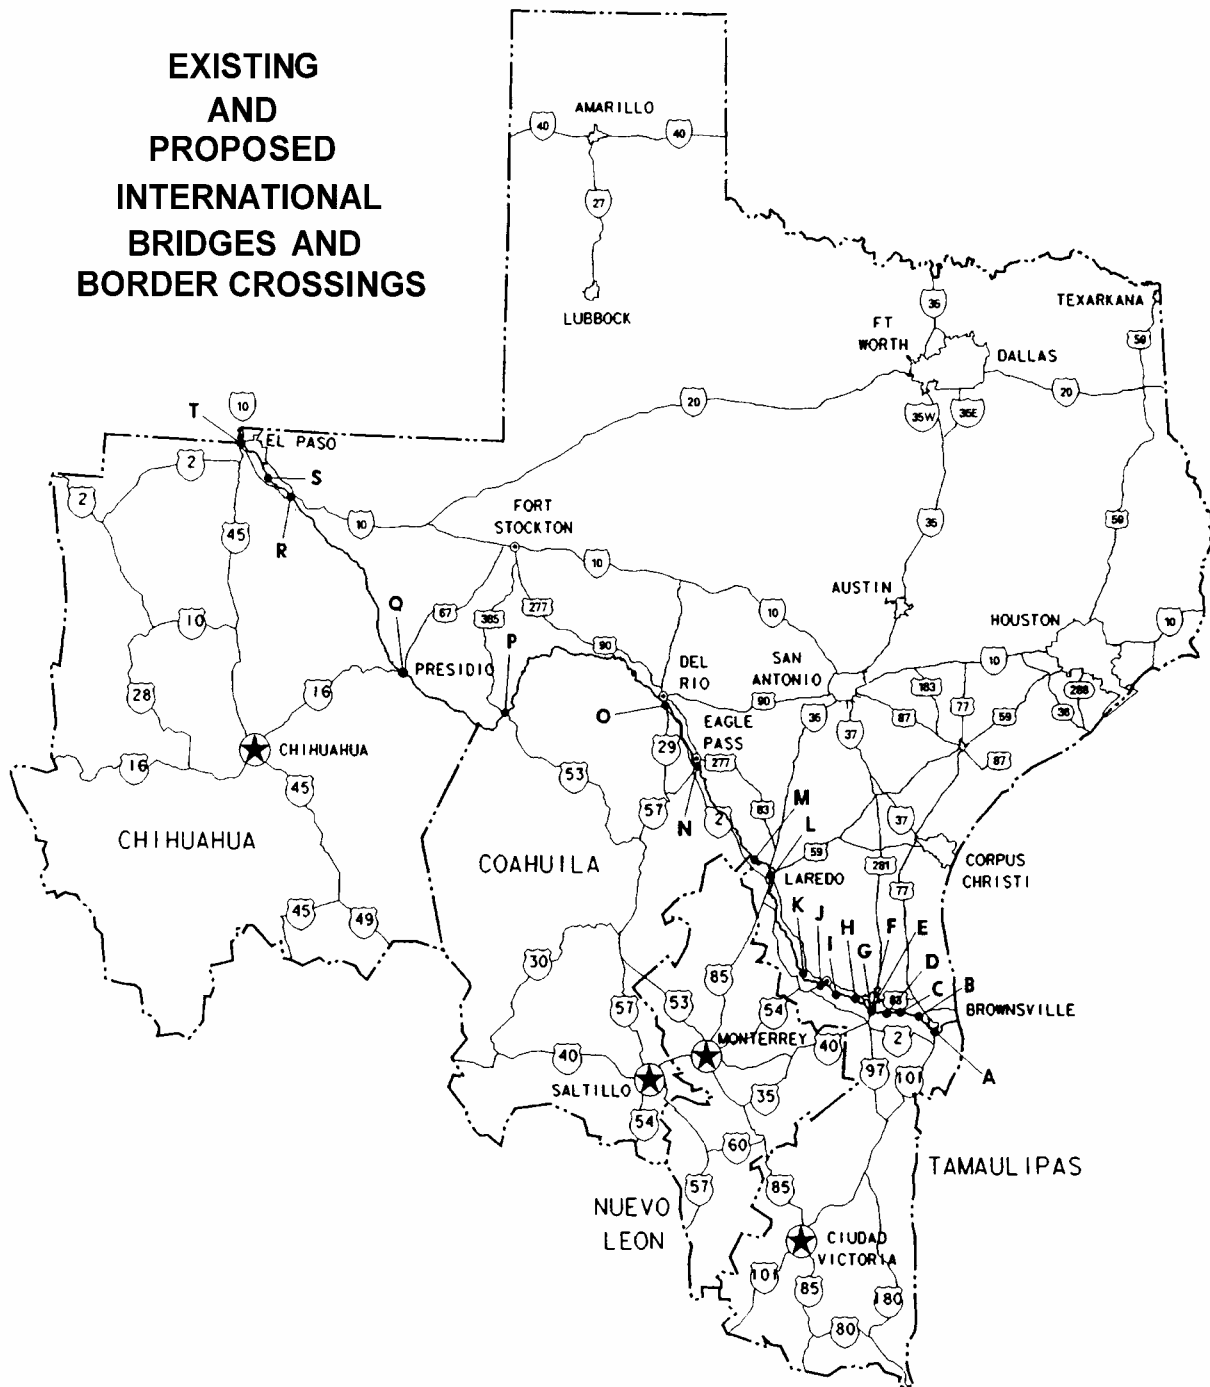 EXISTING
AND
PROPOSED
INTERNATIONAL
BRIDGES AND
BORDER CROSSINGS
AMARILLO
40
40
27
LUBBOCK
TEXARKANA
35
FT
WORTH
DALLAS
59
20
20
35W
35E
T
10
EL PASO
2
2
S
45
R
10
FORT
STOCKTON
59
35
10
AUSTIN
277
10
67
385
Q
P
10
HOUSTON
10
10
90
DEL
RIO
SAN
ANTONIO
PRESIDIO
16
28
183
77
288
36
90
O
35
87
59
EAGLE
PASS
29
37
277
87
CHIHUAHUA
16
45
53
57
N
2
83
M
L
37
CHIHUAHUA
COAHUILA
59
281
CORPUS
CHRISTI
LAREDO
77
K
J
I
H
G
F
E
D
C
B
45
49
30
85
83
BROWNSVILLE
57
53
54
MONTERREY
40
2
40
A
SALTILLO
97
101
35
54
60
TAMAULIPAS
57
85
NUEVO
LEON
CIUDAD
VICTORIA
101
85
180
80